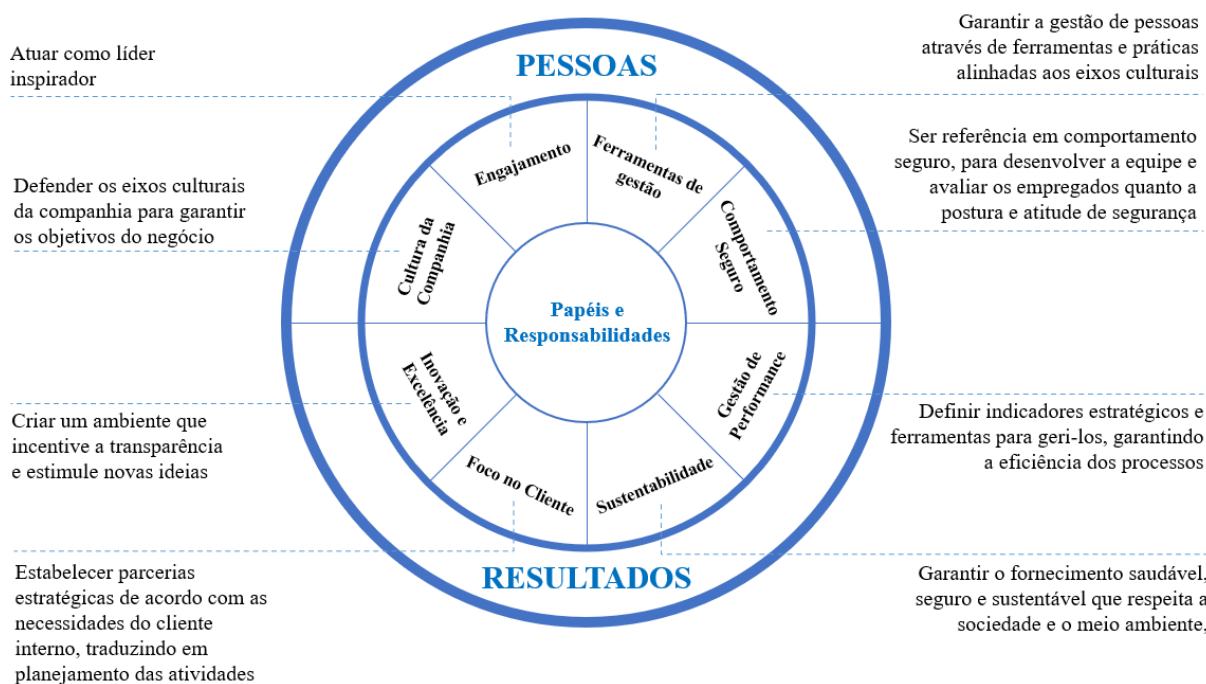 Atuar como líder
inspirador
Defender os eixos culturais
da companhia para garantir
os objetivos do negócio
Criar um ambiente que
incentive a transparência
e estimule novas ideias
Estabelecer parcerias
estratégicas de acordo com as
necessidades do cliente
interno, traduzindo em
planejamento das atividades
PESSOAS
Engajamento
Ferramentas de
gestão
Cultura da
Companhia
Comportamento
Seguro
Papéis e
Responsabilidades
Inovação e
Excelência
Gestão de
Performance
Foco no Cliente
Sustentabilidade
RESULTADOS
Garantir a gestão de pessoas
através de ferramentas e práticas
alinhadas aos eixos culturais
Ser referência em comportamento
seguro, para desenvolver a equipe e
avaliar os empregados quanto a
postura e atitude de segurança
Definir indicadores estratégicos e
ferramentas para geri-los, garantindo
a eficiência dos processos
Garantir o fornecimento saudável,
seguro e sustentável que respeita a
sociedade e o meio ambiente,